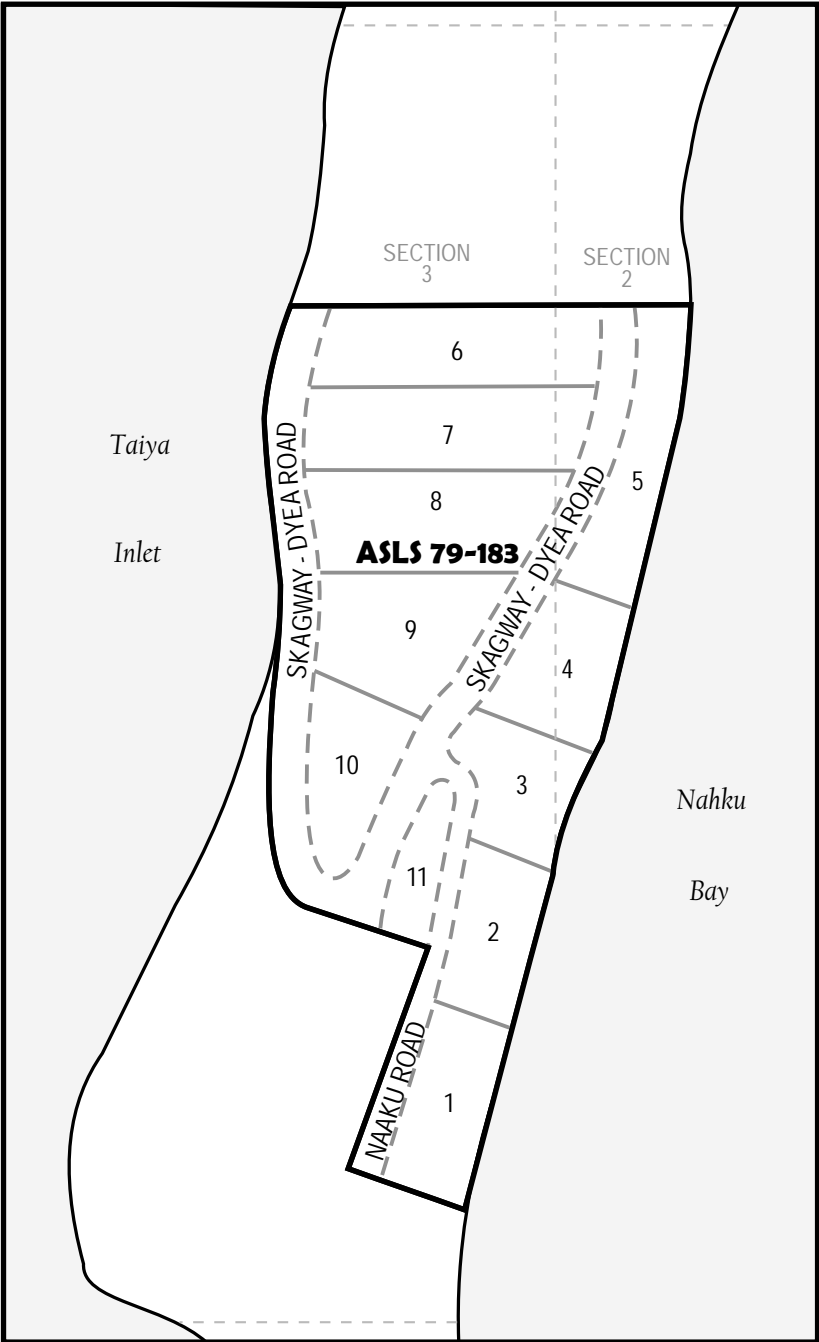 SECTION
3
SECTION
2
6
Taiya
7
5
8
Inlet
ASLS 79-183
SKAGWAY - DYEA ROAD
SKAGWAY - DYEA ROAD
9
4
10
3
Nahku
11
Bay
2
NAAKU ROAD
1